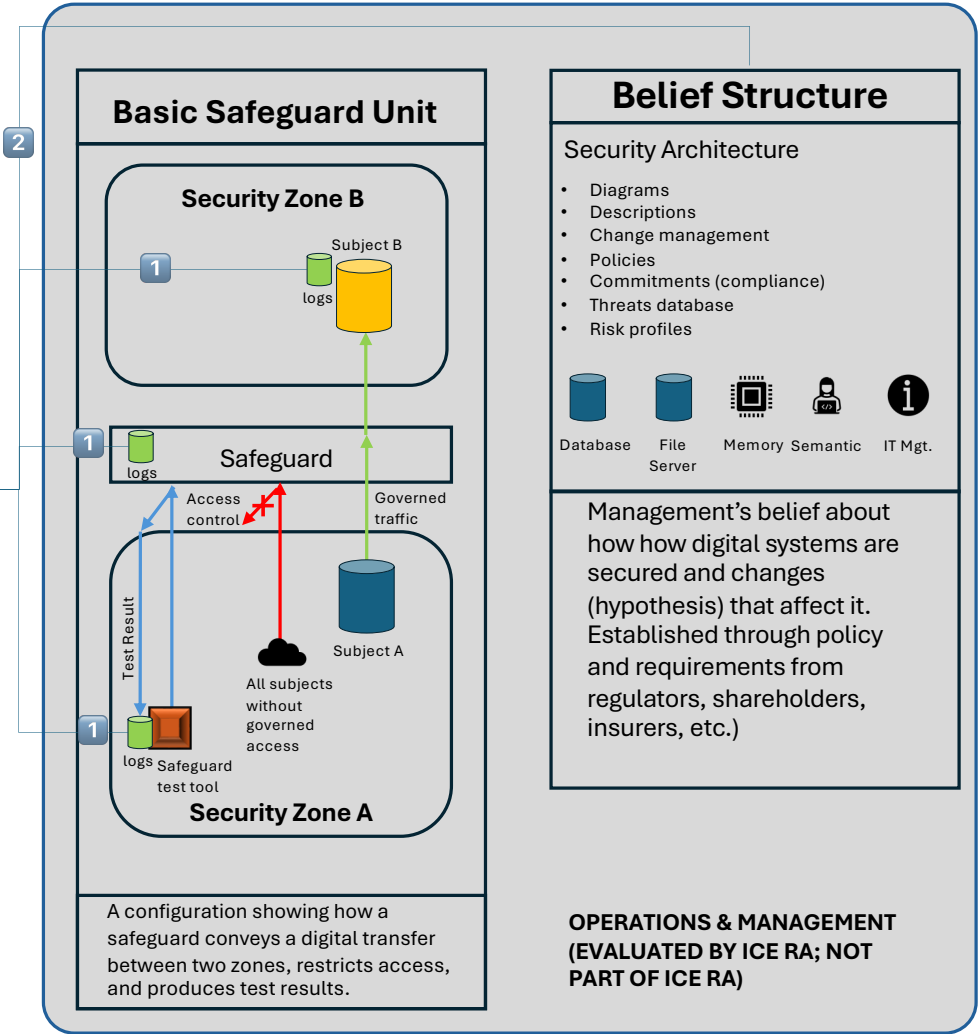 2
Basic Safeguard Unit
Security Zone B
Subject B
1
logs
1
logs
Safeguard
Access
control
Governed
traffic
Test Result
Subject A
All subjects
without
governed
access
1
logs
Safeguard
test tool
Security Zone A
A configuration showing how a
safeguard conveys a digital transfer
between two zones, restricts access,
and produces test results.
Belief Structure
Security Architecture
• Diagrams
• Descriptions
• Change management
• Policies
• Commitments (compliance)
• Threats database
• Risk profiles
Database
File
Server
Memory
Semantic
IT Mgt.
Management’s belief about
how how digital systems are
secured and changes
(hypothesis) that affect it.
Established through policy
and requirements from
regulators, shareholders,
insurers, etc.)
OPERATIONS & MANAGEMENT
(EVALUATED BY ICE RA; NOT
PART OF ICE RA)